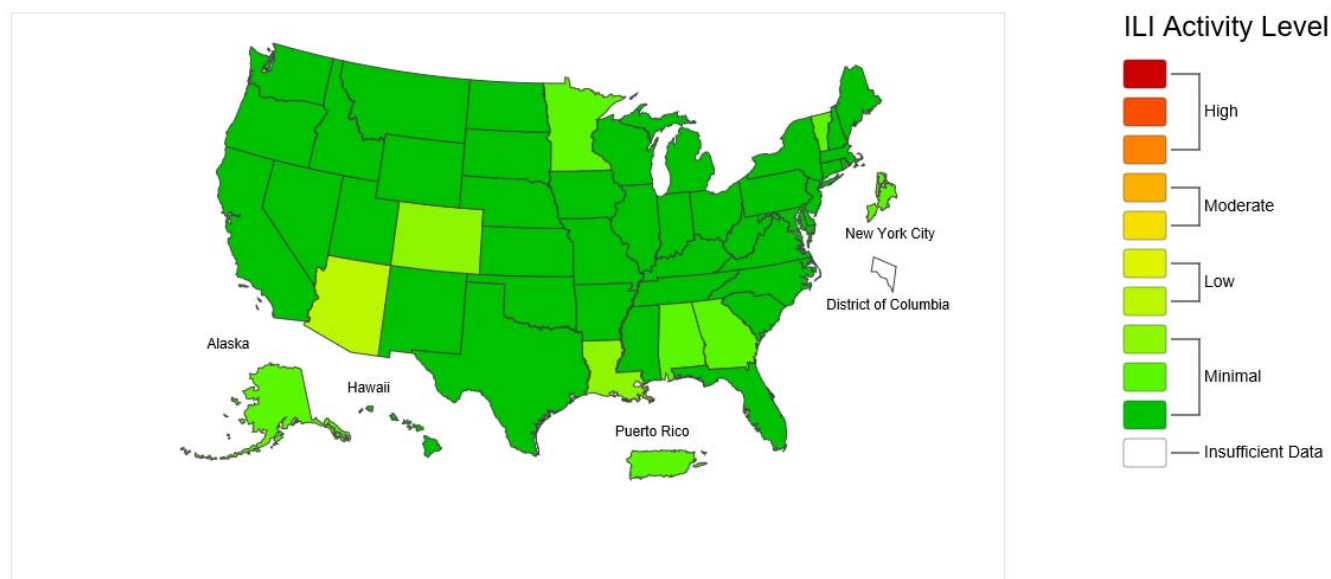 ILI Activity Level
High
Moderate
Low
Minimal
Insufficient Data
New York City
District of Columbia
Alaska
Hawaii
Puerto Rico